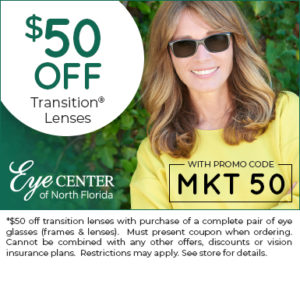 $50
OFF
Transition®
Lenses
Eye CENTER
of North Florida
WITH PROMO CODE
MKT 50
*$50 off transition lenses with purchase of a complete pair of eye
glasses (frames & lenses). Must present coupon when ordering.
Cannot be combined with any other offers, discounts or vision
insurance plans. Restrictions may apply. See store for details.